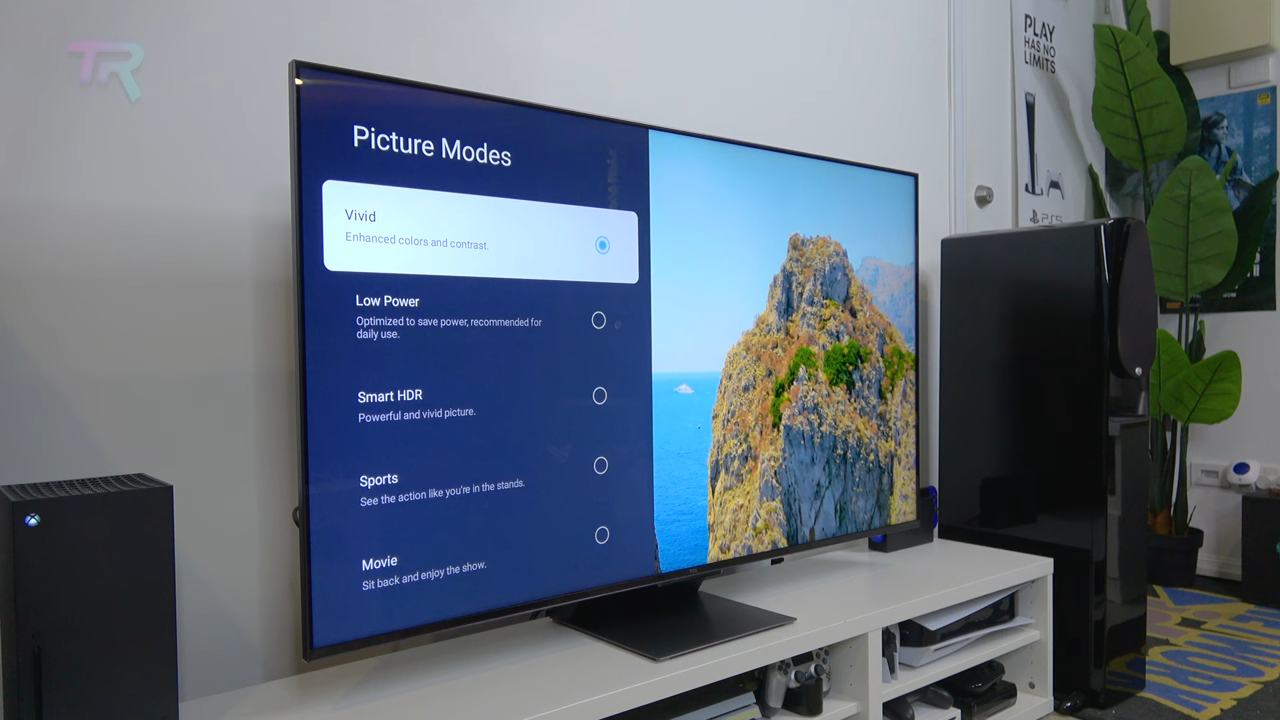 TR
Picture Modes
Vivid
Enhanced colors and contrast.
Low Power
Optimized to save power, recommended for
daily use.
Smart HDR
Powerful and vivid picture.
Sports
See the action like you're in the stands.
Movie
Sit back and enjoy the show.
TCL
PLAY
HAS NO
LIMITS
PS5